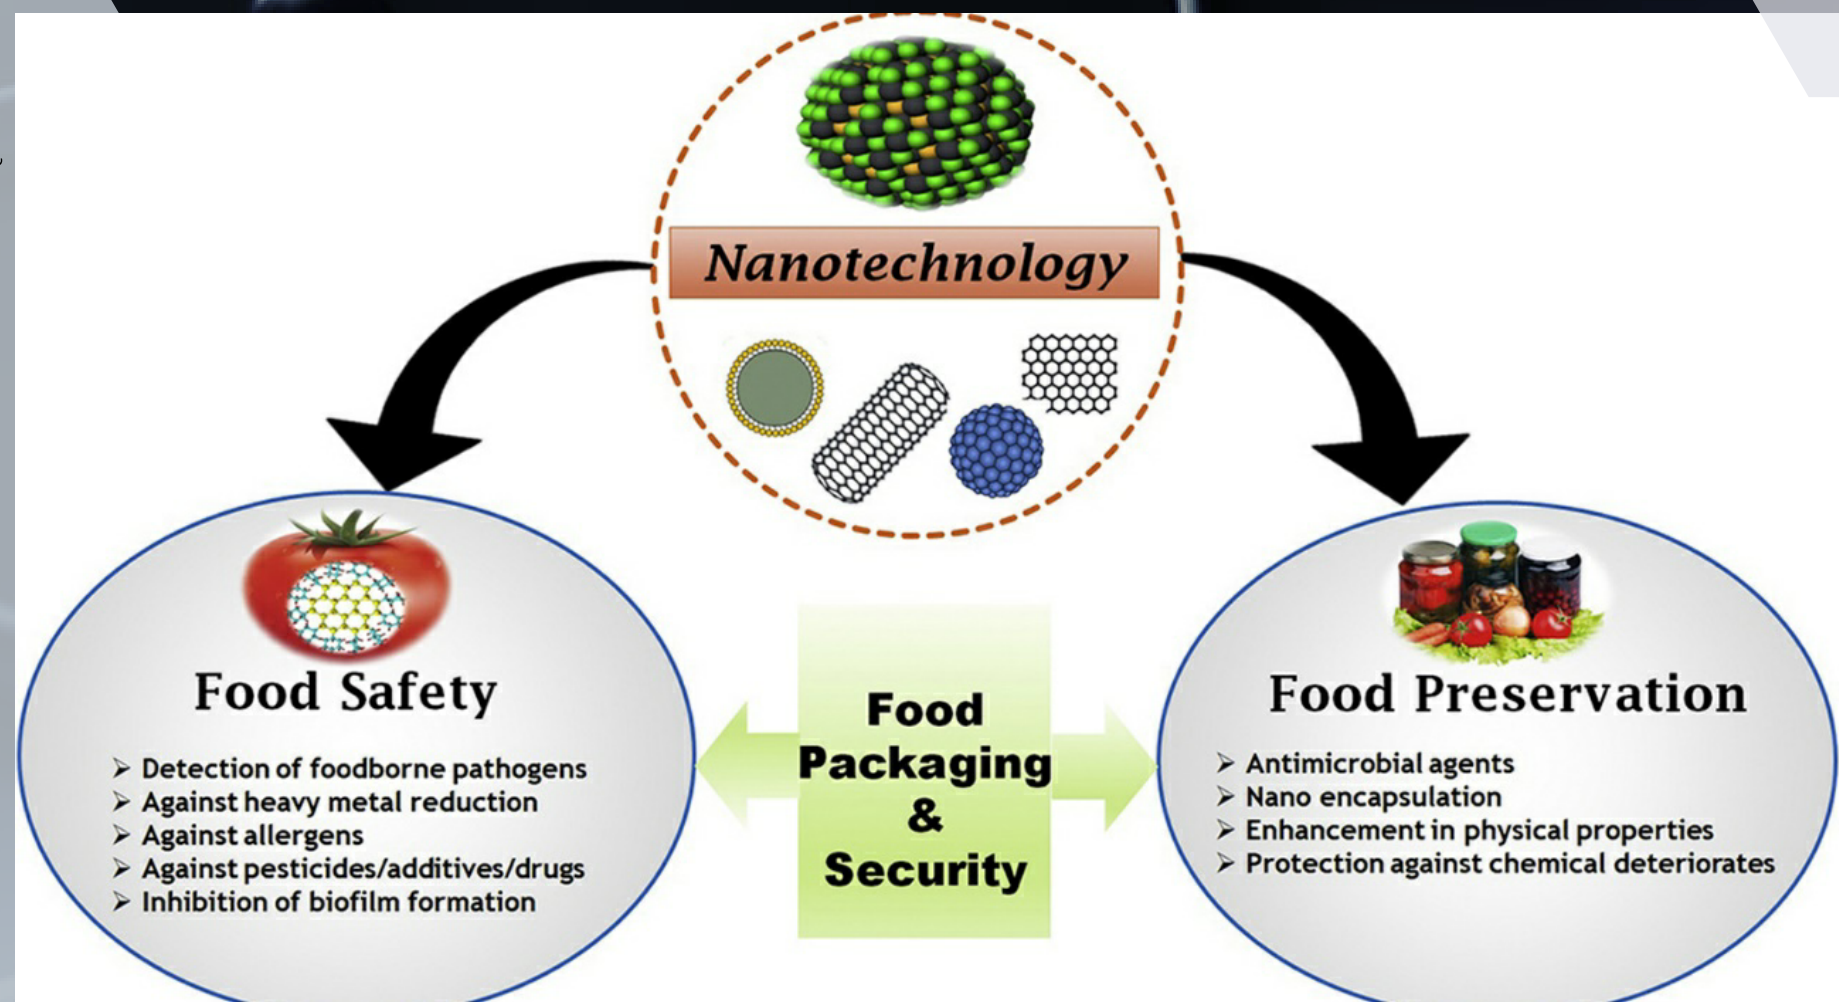 Nanotechnology
Food Safety
➢ Detection of foodborne pathogens
➢ Against heavy metal reduction
➢ Against allergens
➢ Against pesticides/additives/drugs
➢ Inhibition of biofilm formation
Food
Packaging
&
Security
Food Preservation
➢ Antimicrobial agents
➢ Nano encapsulation
➢ Enhancement in physical properties
➢ Protection against chemical deteriorates